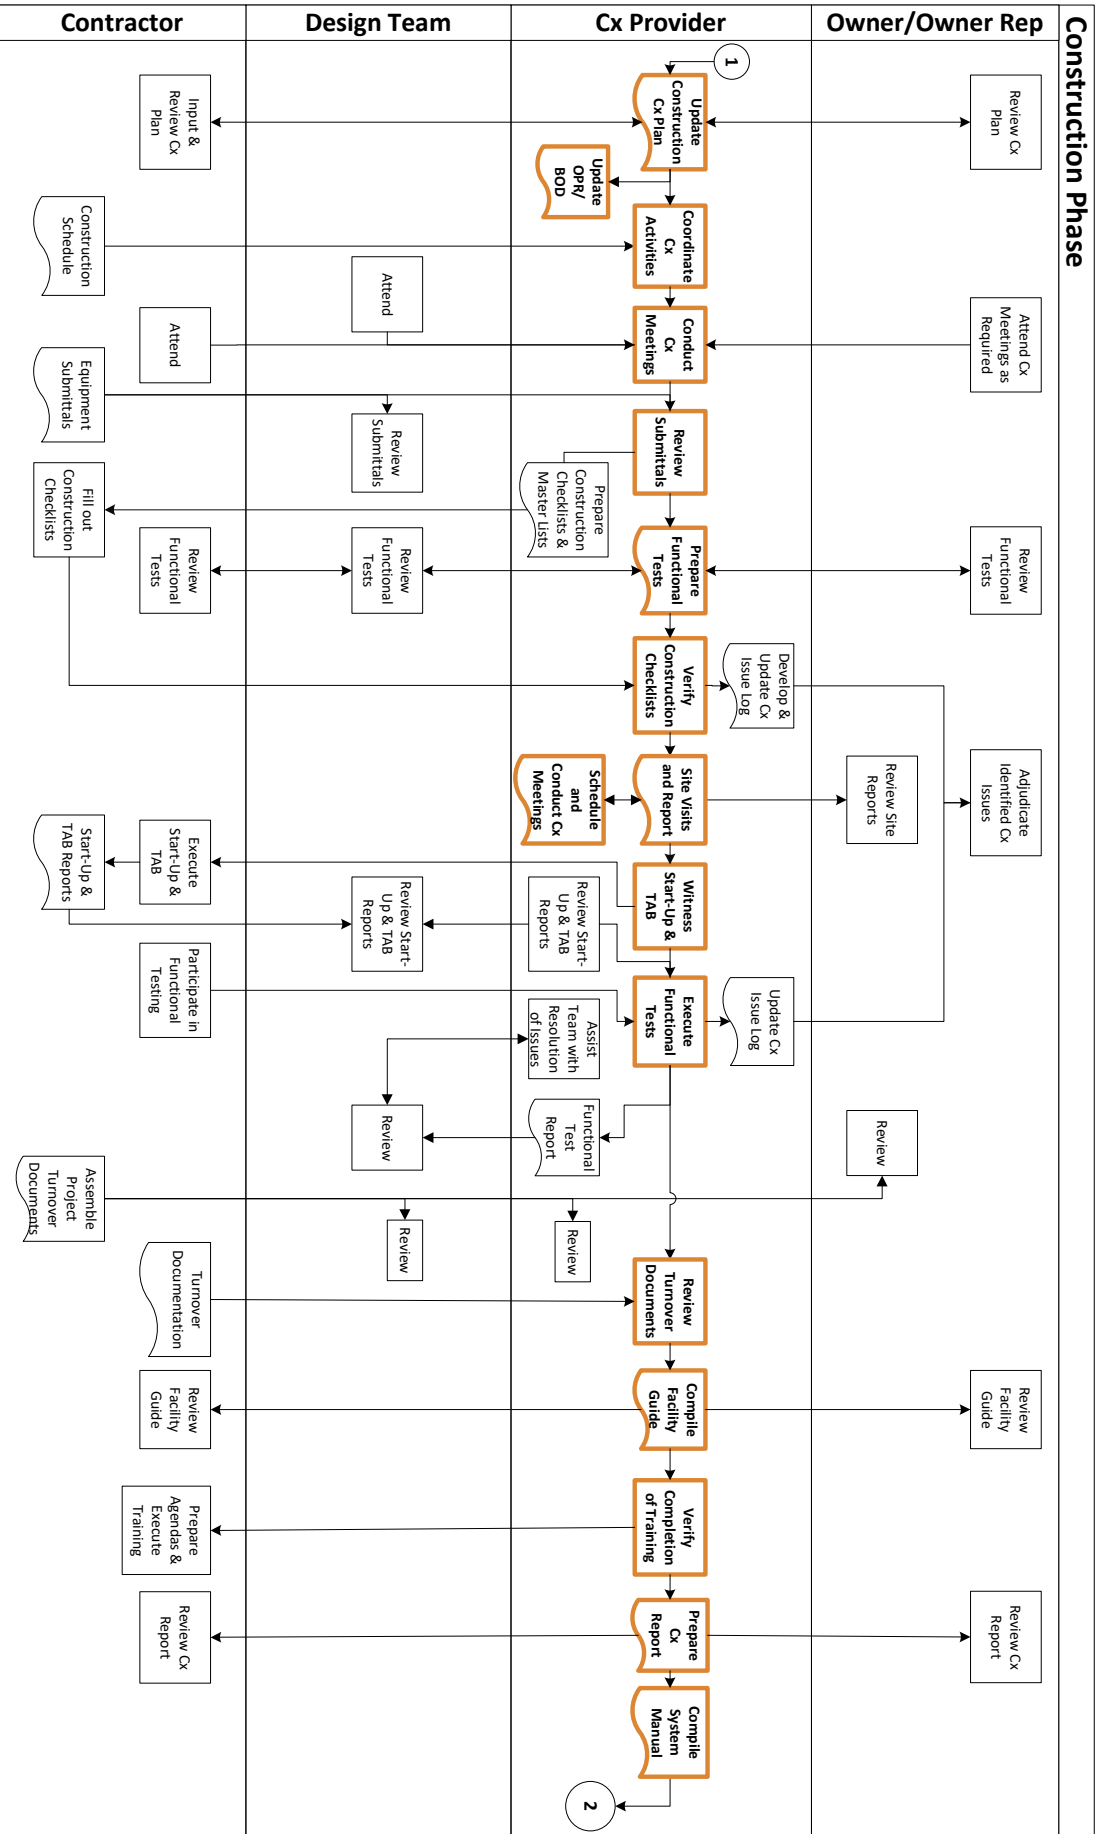 Construction Phase
Contractor
Design Team
Cx Provider
Owner/Owner Rep
1
Update
Construction
Cx Plan
Review Cx
Plan
Input &
Review Cx
Plan
Update
OPR/
BOD
Coordinate
Cx
Activities
Construction
Schedule
Attend
Attend
Conduct
Cx
Meetings
Attend Cx
Meetings as
Required
Equipment
Submittals
Review
Submittals
Review
Submittals
Prepare
Construction
Checklists &
Master Lists
Fill out
Construction
Checklists
Review
Functional
Tests
Review
Functional
Tests
Prepare
Functional
Tests
Review
Functional
Tests
Verify
Construction
Checklists
Develop &
Update Cx
Issue Log
Adjudicate
Identified Cx
Issues
Review Site
Reports
Site Visits
and Report
Schedule
and
Conduct Cx
Meetings
Start-Up &
TAB Reports
Execute
Start-Up &
TAB
Witness
Start-Up &
TAB
Review Start-
Up & TAB
Reports
Review Start-
Up & TAB
Reports
Participate in
Functional
Testing
Execute
Functional
Tests
Update Cx
Issue Log
Assist
Team with
Resolution
of Issues
Review
Functional
Test
Report
Review
Assemble
Project
Turnover
Documents
Review
Review
Turnover
Documentation
Review
Turnover
Documents
Review
Facility
Guide
Compile
Facility
Guide
Review
Facility
Guide
Prepare
Agendas &
Execute
Training
Verify
Completion
of Training
Review Cx
Report
Prepare
Cx
Report
Review Cx
Report
Compile
System
Manual
2